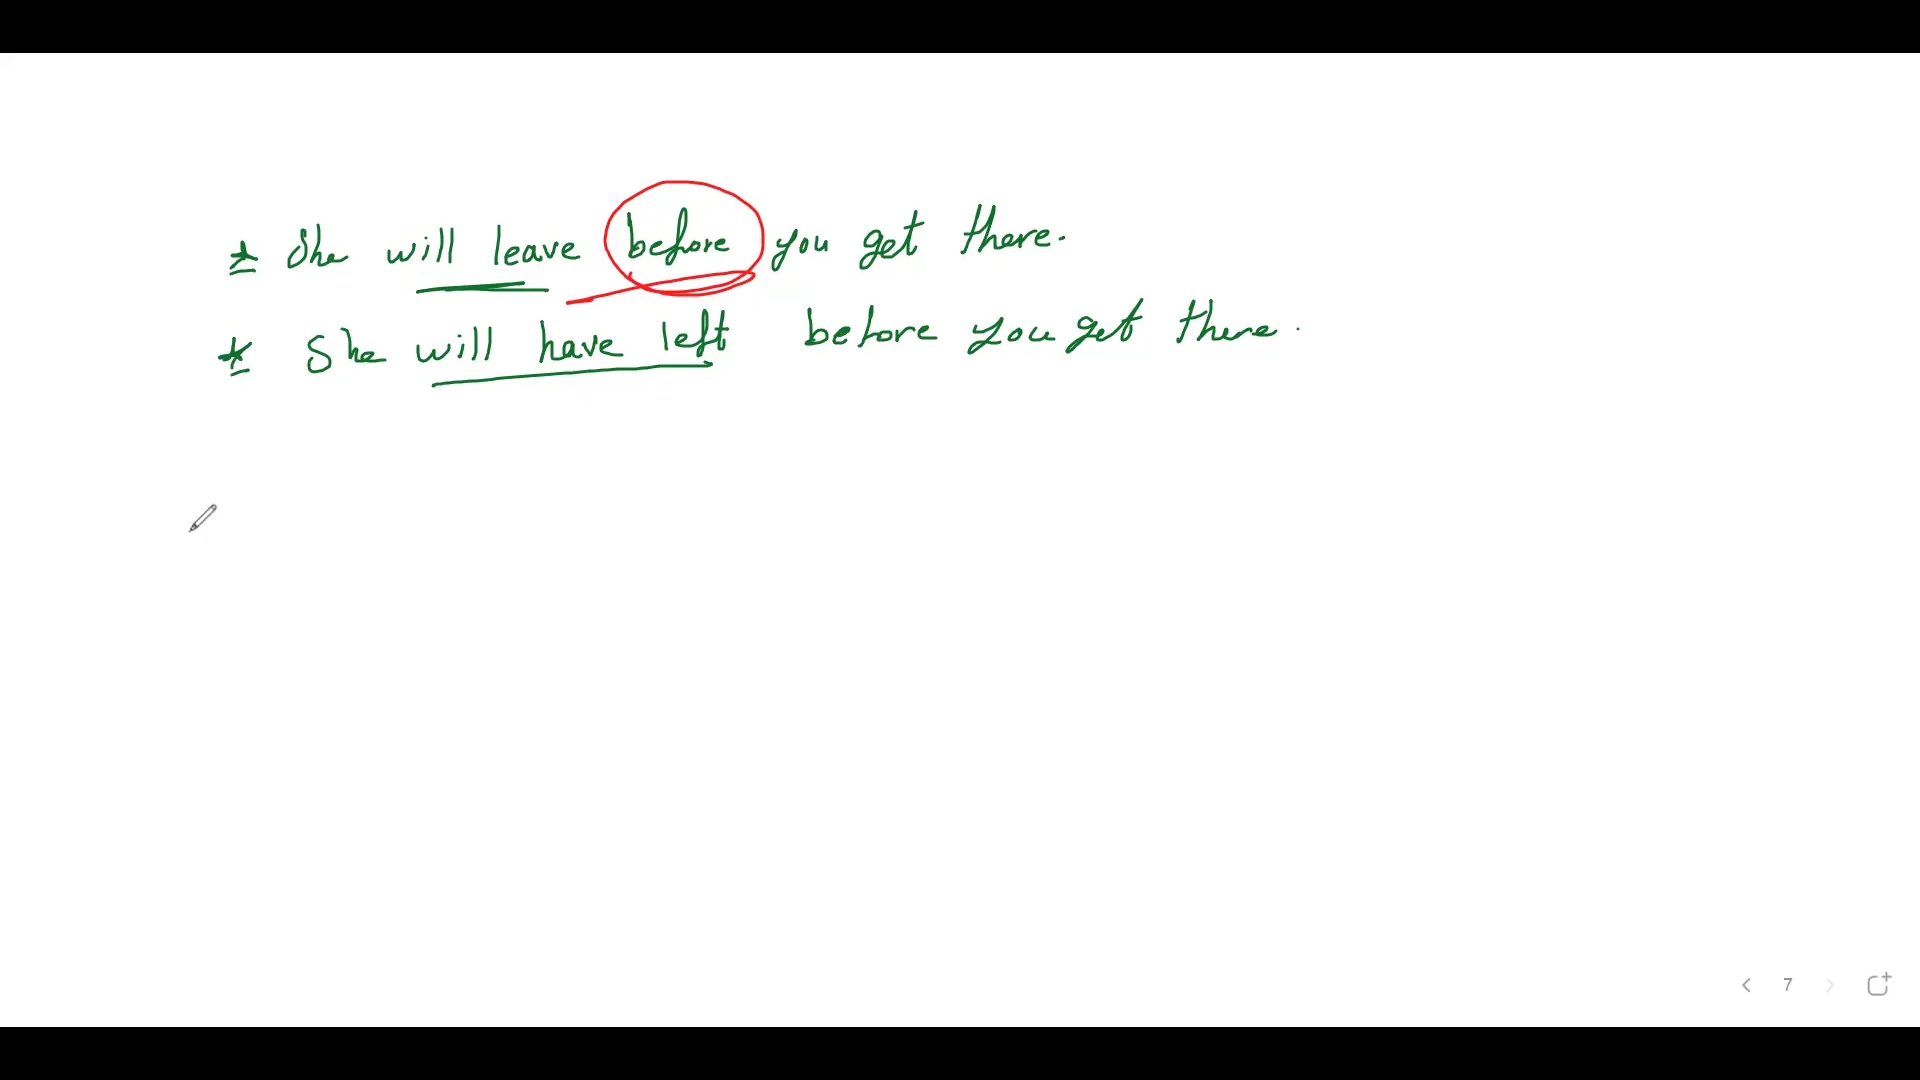 * She will leave before you get there.
* She will have left before you get there.
7